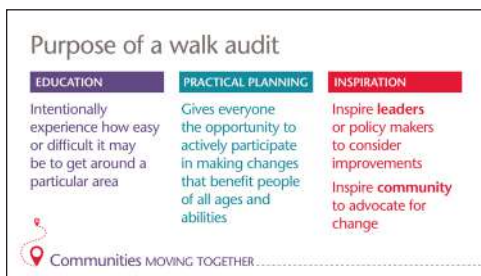 Purpose of a walk audit
EDUCATION
Intentionally
experience how easy
or difficult it may
be to get around a
particular area
PRACTICAL PLANNING
Gives everyone
the opportunity to
actively participate
in making changes
that benefit people
of all ages and
abilities
INSPIRATION
Inspire leaders
or policy makers
to consider
improvements
Inspire community
to advocate for
change
Communities MOVING TOGETHER